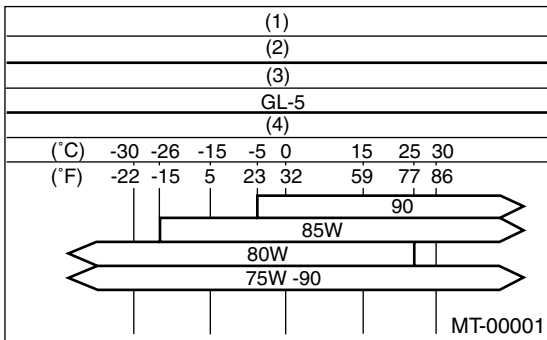 (1)
(2)
(3)
GL-5
(4)
(˚C) -30 -26 -15 -5 0 15 25 30
(˚F) -22 -15 5 23 32 59 77 86
90
85W
80W
75W -90
MT-00001